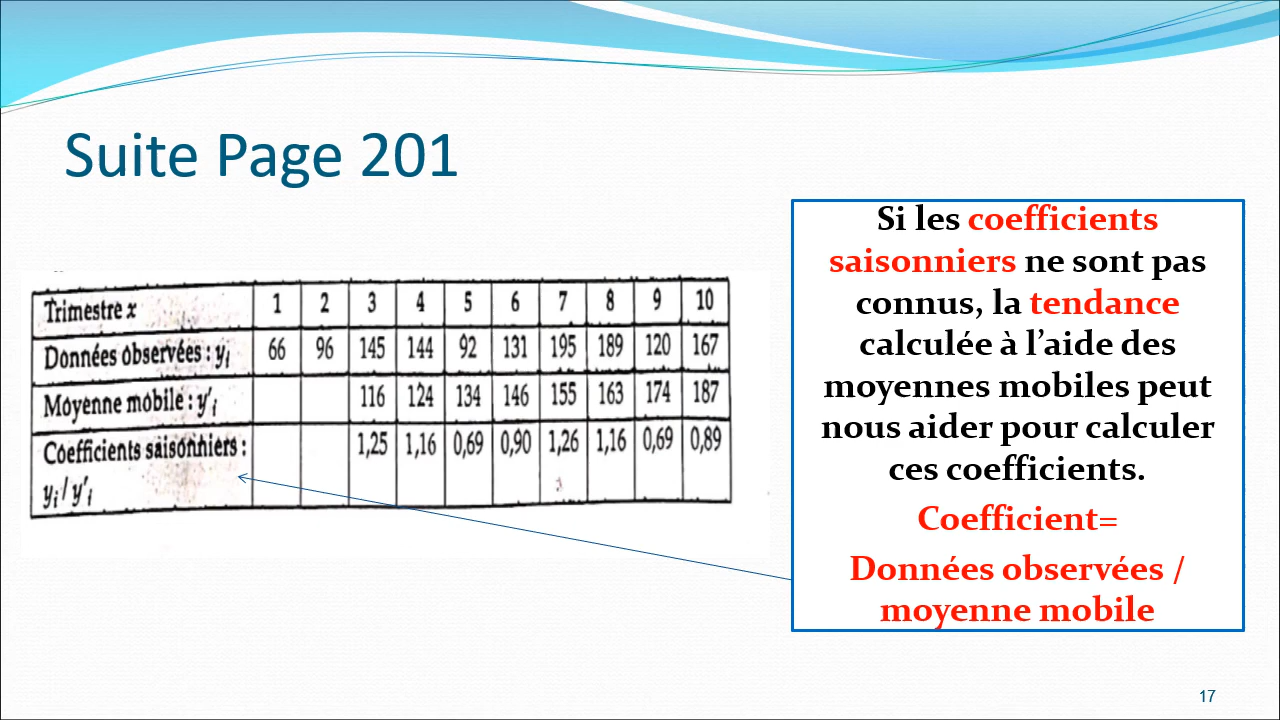 Suite Page 201
Trimestre x 1 2 3 4 5 6 7 8 9 10
Données observées : yᵢ 66 96 145 144 92 131 195 189 120 167
Moyenne mobile : y'ᵢ 116 124 134 146 155 163 174 187
Coefficients saisonniers : 1,25 1,16 0,69 0,90 1,26 1,16 0,69 0,89
yᵢ / y'ᵢ
Si les coefficients
saisonniers ne sont pas
connus, la tendance
calculée à l’aide des
moyennes mobiles peut
nous aider pour calculer
ces coefficients.
Coefficient=
Données observées /
moyenne mobile
17